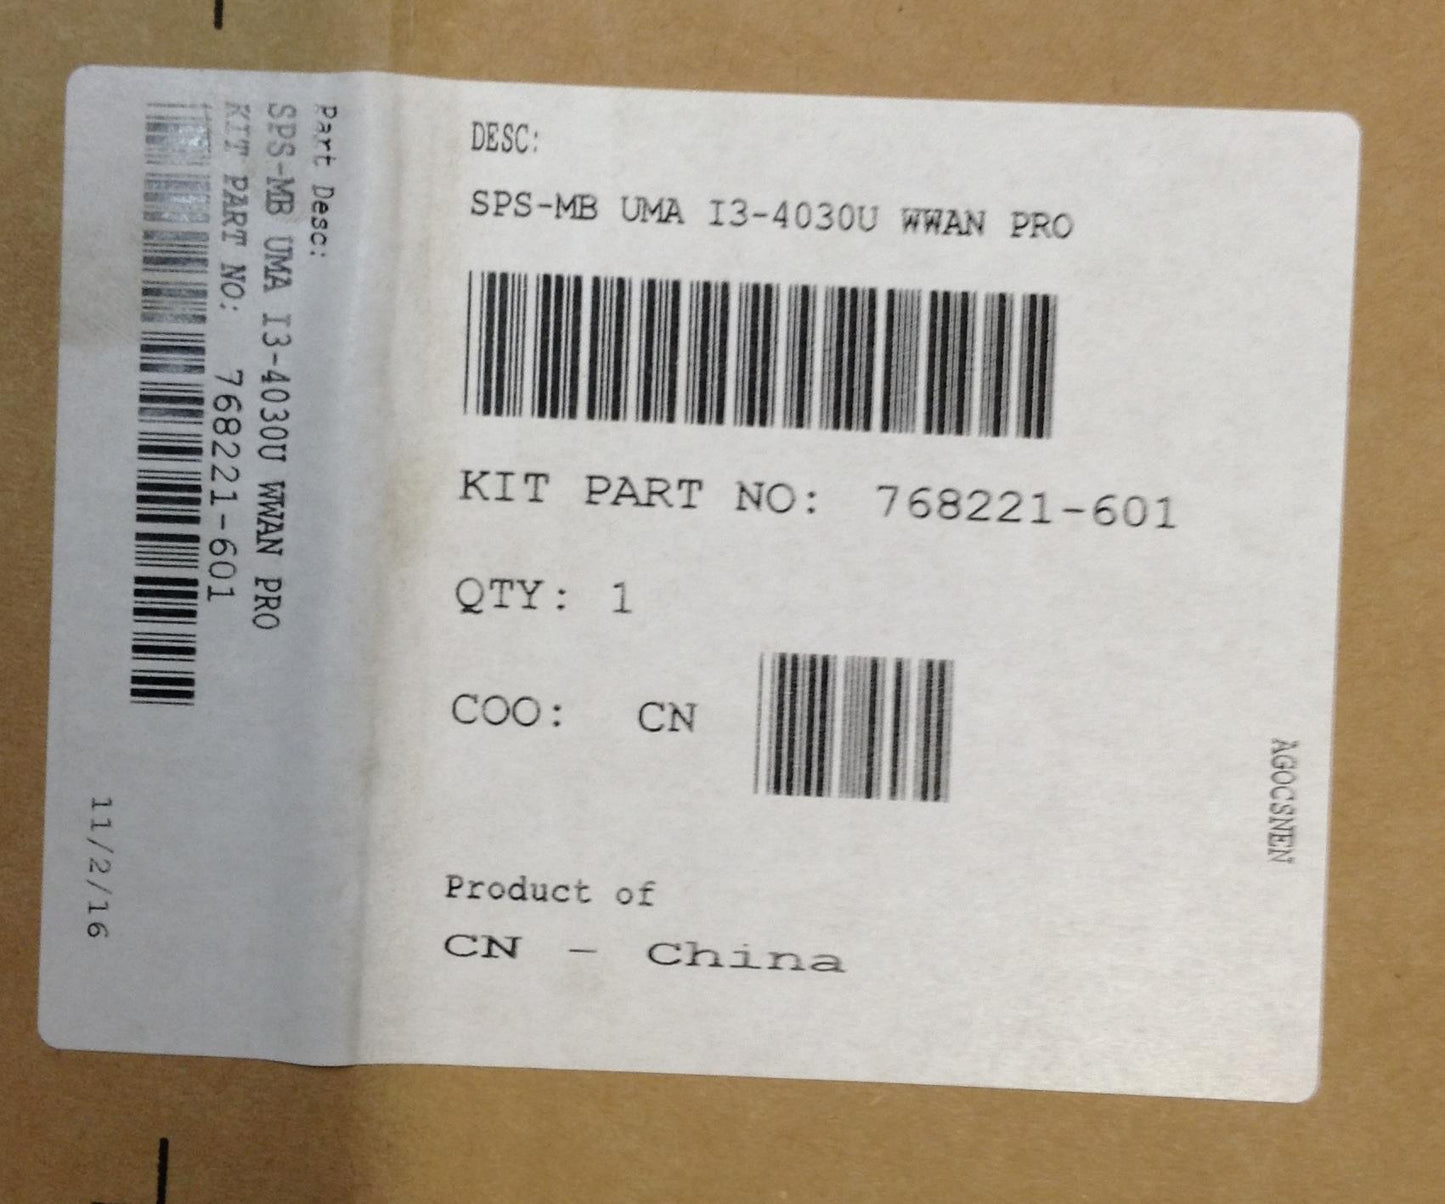 DESC:
SPS-MB UMA I3-4030U WWAN PRO
KIT PART NO: 768221-601
QTY: 1
COO: CN
Product of
CN - China
AGOCSNEN
Part Desc:
SPS-MB UMA I3-4030U WWAN PRO
KIT PART NO: 768221-601
11/2/16